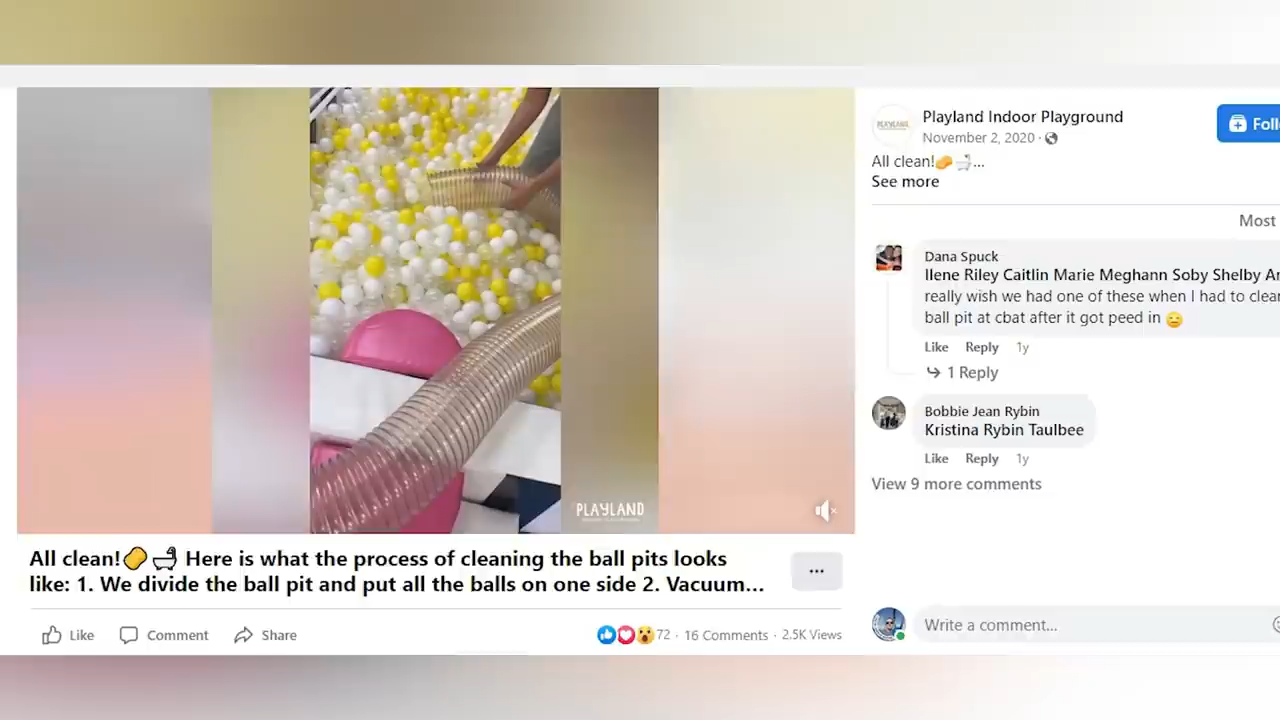 Playland Indoor Playground
PLAYLAND
November 2, 2020
Foll
All clean!🧽🛁...
See more
Most
Dana Spuck
Ilene Riley Caitlin Marie Meghann Soby Shelby Ar
really wish we had one of these when I had to clear
ball pit at cbat after it got peed in 😑
Like Reply 1y
1 Reply
Bobbie Jean Rybin
Kristina Rybin Taulbee
Like Reply 1y
View 9 more comments
PLAYLAND
All clean!🧽🛁 Here is what the process of cleaning the ball pits looks
like: 1. We divide the ball pit and put all the balls on one side 2. Vacuum...
...
Like Comment Share
72 · 16 Comments · 2.5K Views
Write a comment...